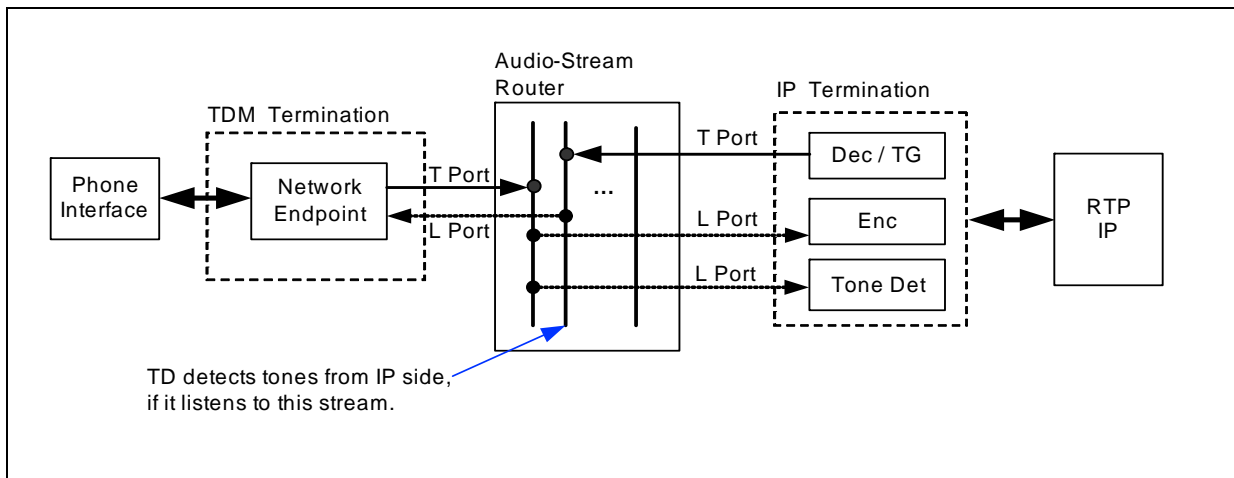 Audio-Stream
Router
IP Termination
TDM Termination
T Port
Dec / TG
Phone
Interface
Network
Endpoint
T Port
...
L Port
L Port
Enc
RTP
IP
L Port
Tone Det
TD detects tones from IP side,
if it listens to this stream.